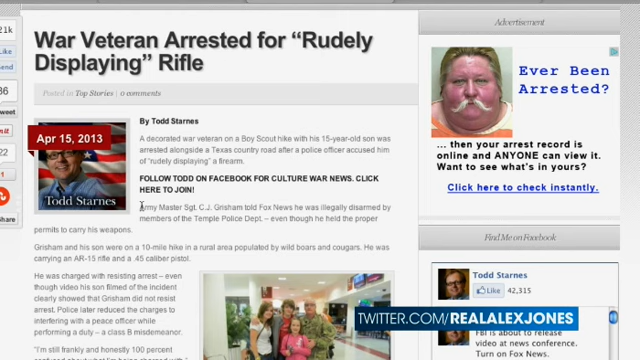 21k
Like
Send
36
Tweet
22
1
Share
War Veteran Arrested for “Rudely
Displaying” Rifle
Posted in Top Stories | 0 comments
Apr 15, 2013
Todd Starnes
By Todd Starnes
A decorated war veteran on a Boy Scout hike with his 15-year-old son was
arrested alongside a Texas country road after a police officer accused him
of “rudely displaying” a firearm.
FOLLOW TODD ON FACEBOOK FOR CULTURE WAR NEWS. CLICK
HERE TO JOIN!
Army Master Sgt. C.J. Grisham told Fox News he was illegally disarmed by
members of the Temple Police Dept. – even though he held the proper
permits to carry his weapons.
Grisham and his son were on a 10-mile hike in a rural area populated by wild boars and cougars. He was
carrying an AR-15 rifle and a .45 caliber pistol.
He was charged with resisting arrest – even
though video his son filmed of the incident
clearly showed that Grisham did not resist
arrest. Police later reduced the charges to
interfering with a peace officer while
performing a duty – a class B misdemeanor.
“I'm still frankly and honestly 100 percent
Advertisement
Ever Been
Arrested?
... then your arrest record is
online and ANYONE can view it.
Want to see what's in yours?
Click here to check instantly.
Find Me on Facebook
Todd Starnes
Like 42,315
TWITTER.COM/REALALEXJONES
FBI is about to release
video at news conference.
Turn on Fox News.